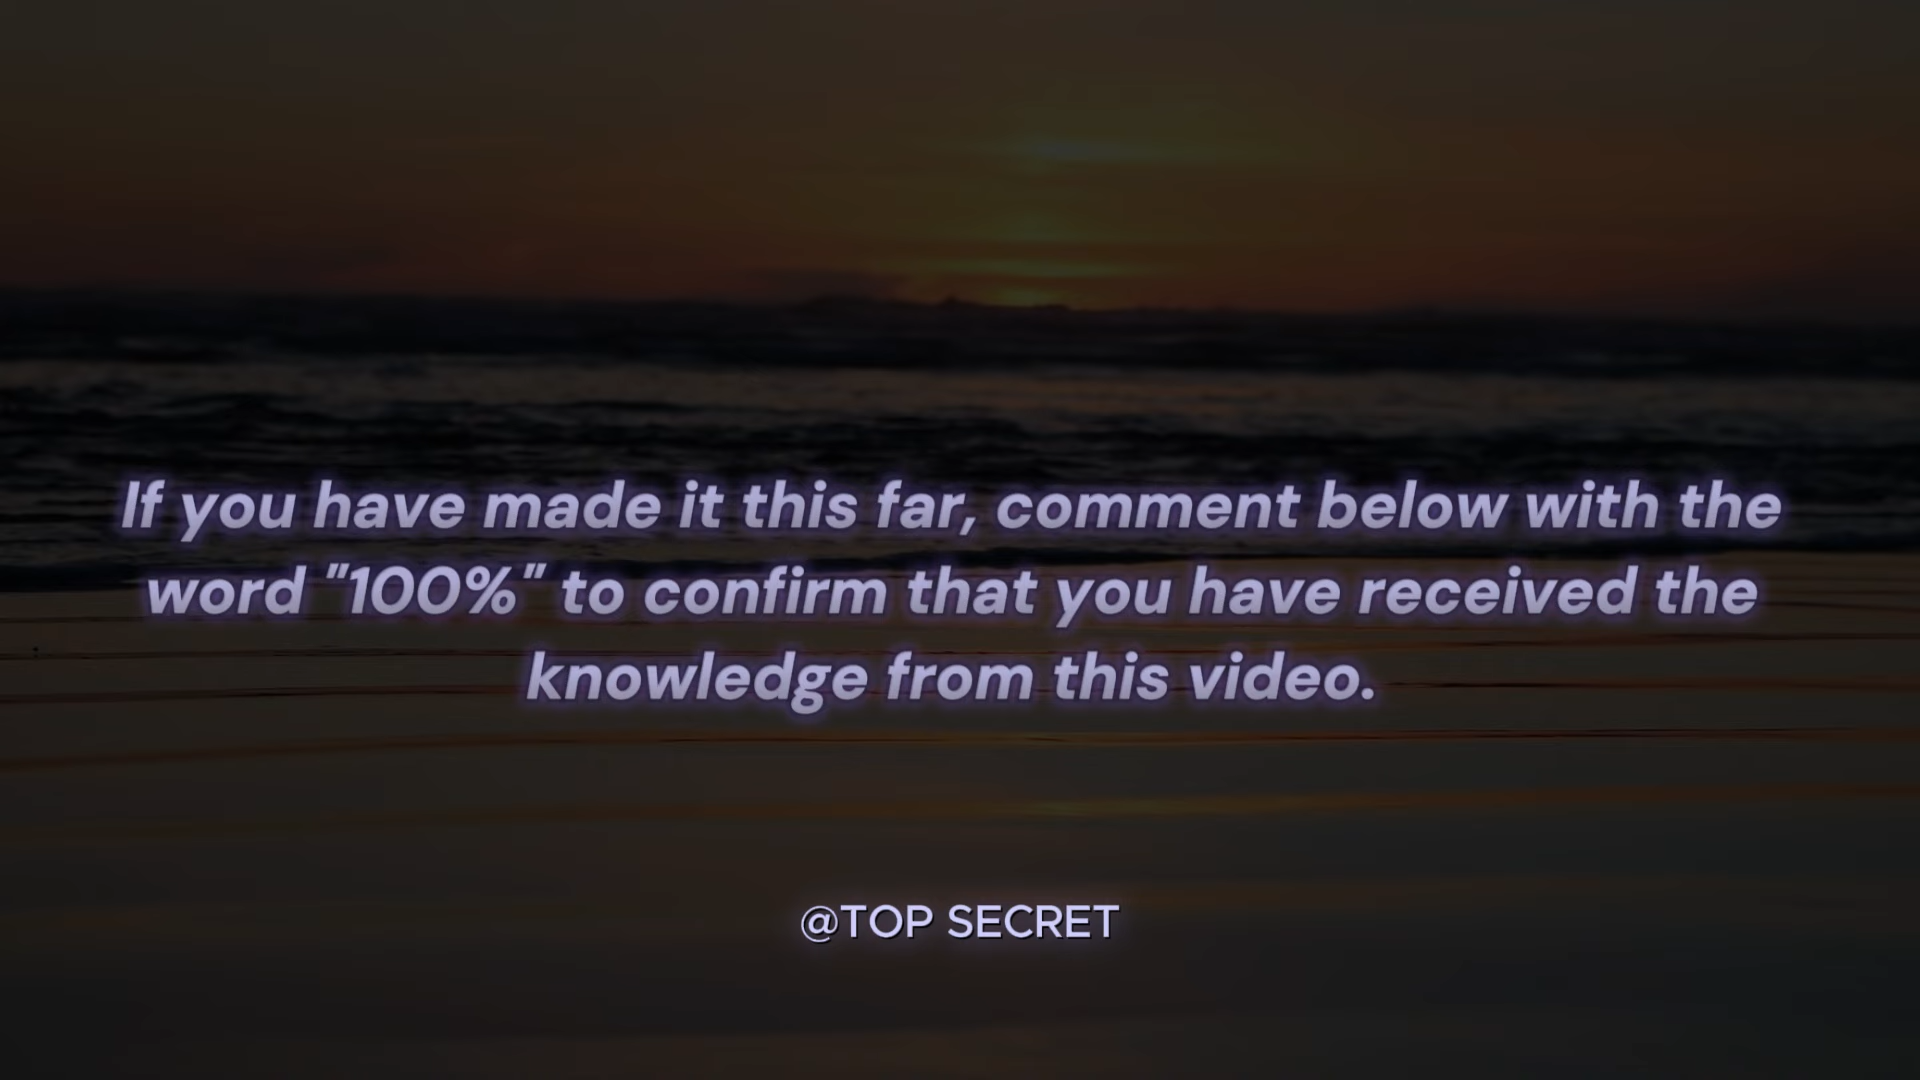 If you have made it this far, comment below with the
word "100%" to confirm that you have received the
knowledge from this video.
@TOP SECRET